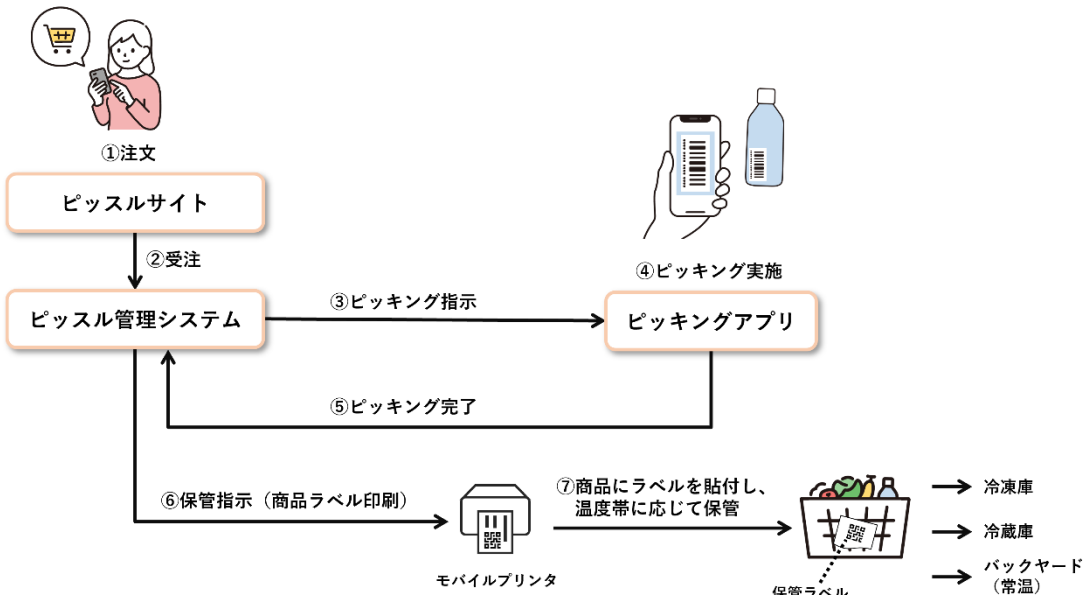 ①注文
ピッスルサイト
②受注
④ピッキング実施
ピッスル管理システム
③ピッキング指示
ピッキングアプリ
⑤ピッキング完了
⑥保管指示（商品ラベル印刷）
モバイルプリンタ
⑦商品にラベルを貼付し、
温度帯に応じて保管
保管ラベル
冷凍庫
冷蔵庫
バックヤード
（常温）